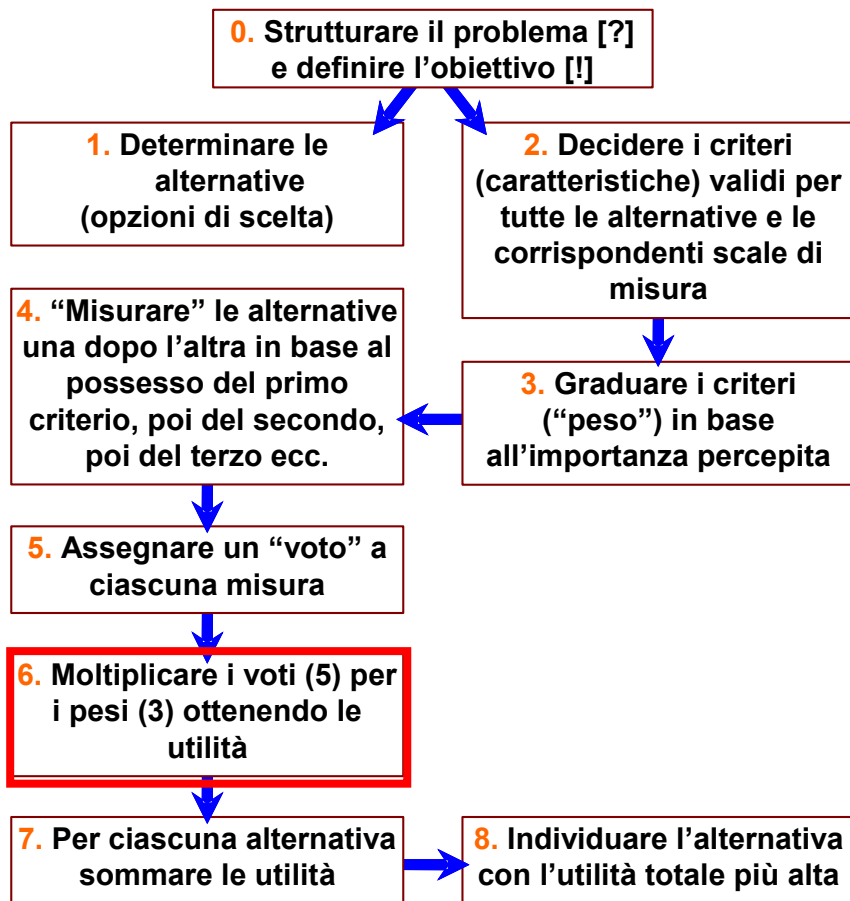 0. Strutturare il problema [?]
e definire l’obiettivo [!]
1. Determinare le
alternative
(opzioni di scelta)
2. Decidere i criteri
(caratteristiche) validi per
tutte le alternative e le
corrispondenti scale di
misura
3. Graduare i criteri
(“peso”) in base
all’importanza percepita
4. “Misurare” le alternative
una dopo l’altra in base al
possesso del primo
criterio, poi del secondo,
poi del terzo ecc.
5. Assegnare un “voto” a
ciascuna misura
6. Moltiplicare i voti (5) per
i pesi (3) ottenendo le
utilità
7. Per ciascuna alternativa
sommare le utilità
8. Individuare l’alternativa
con l’utilità totale più alta